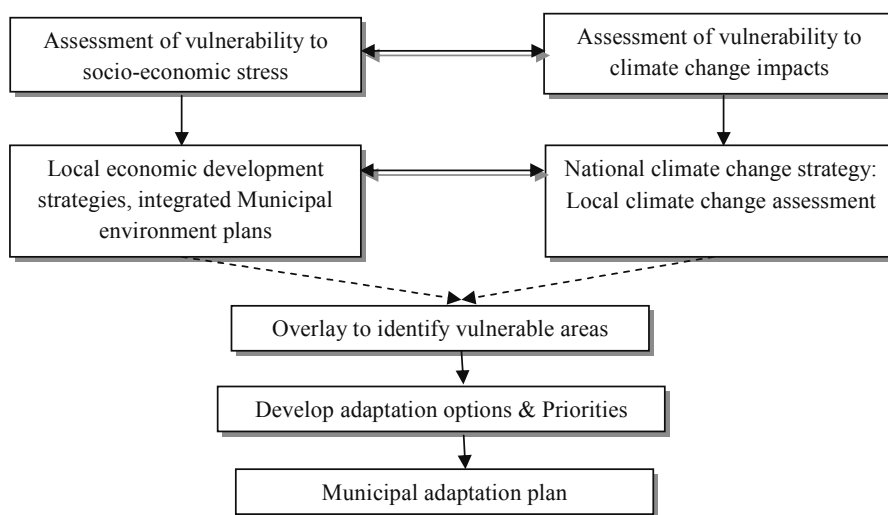 Assessment of vulnerability to
socio-economic stress
Assessment of vulnerability to
climate change impacts
Local economic development
strategies, integrated Municipal
environment plans
National climate change strategy:
Local climate change assessment
Overlay to identify vulnerable areas
Develop adaptation options & Priorities
Municipal adaptation plan